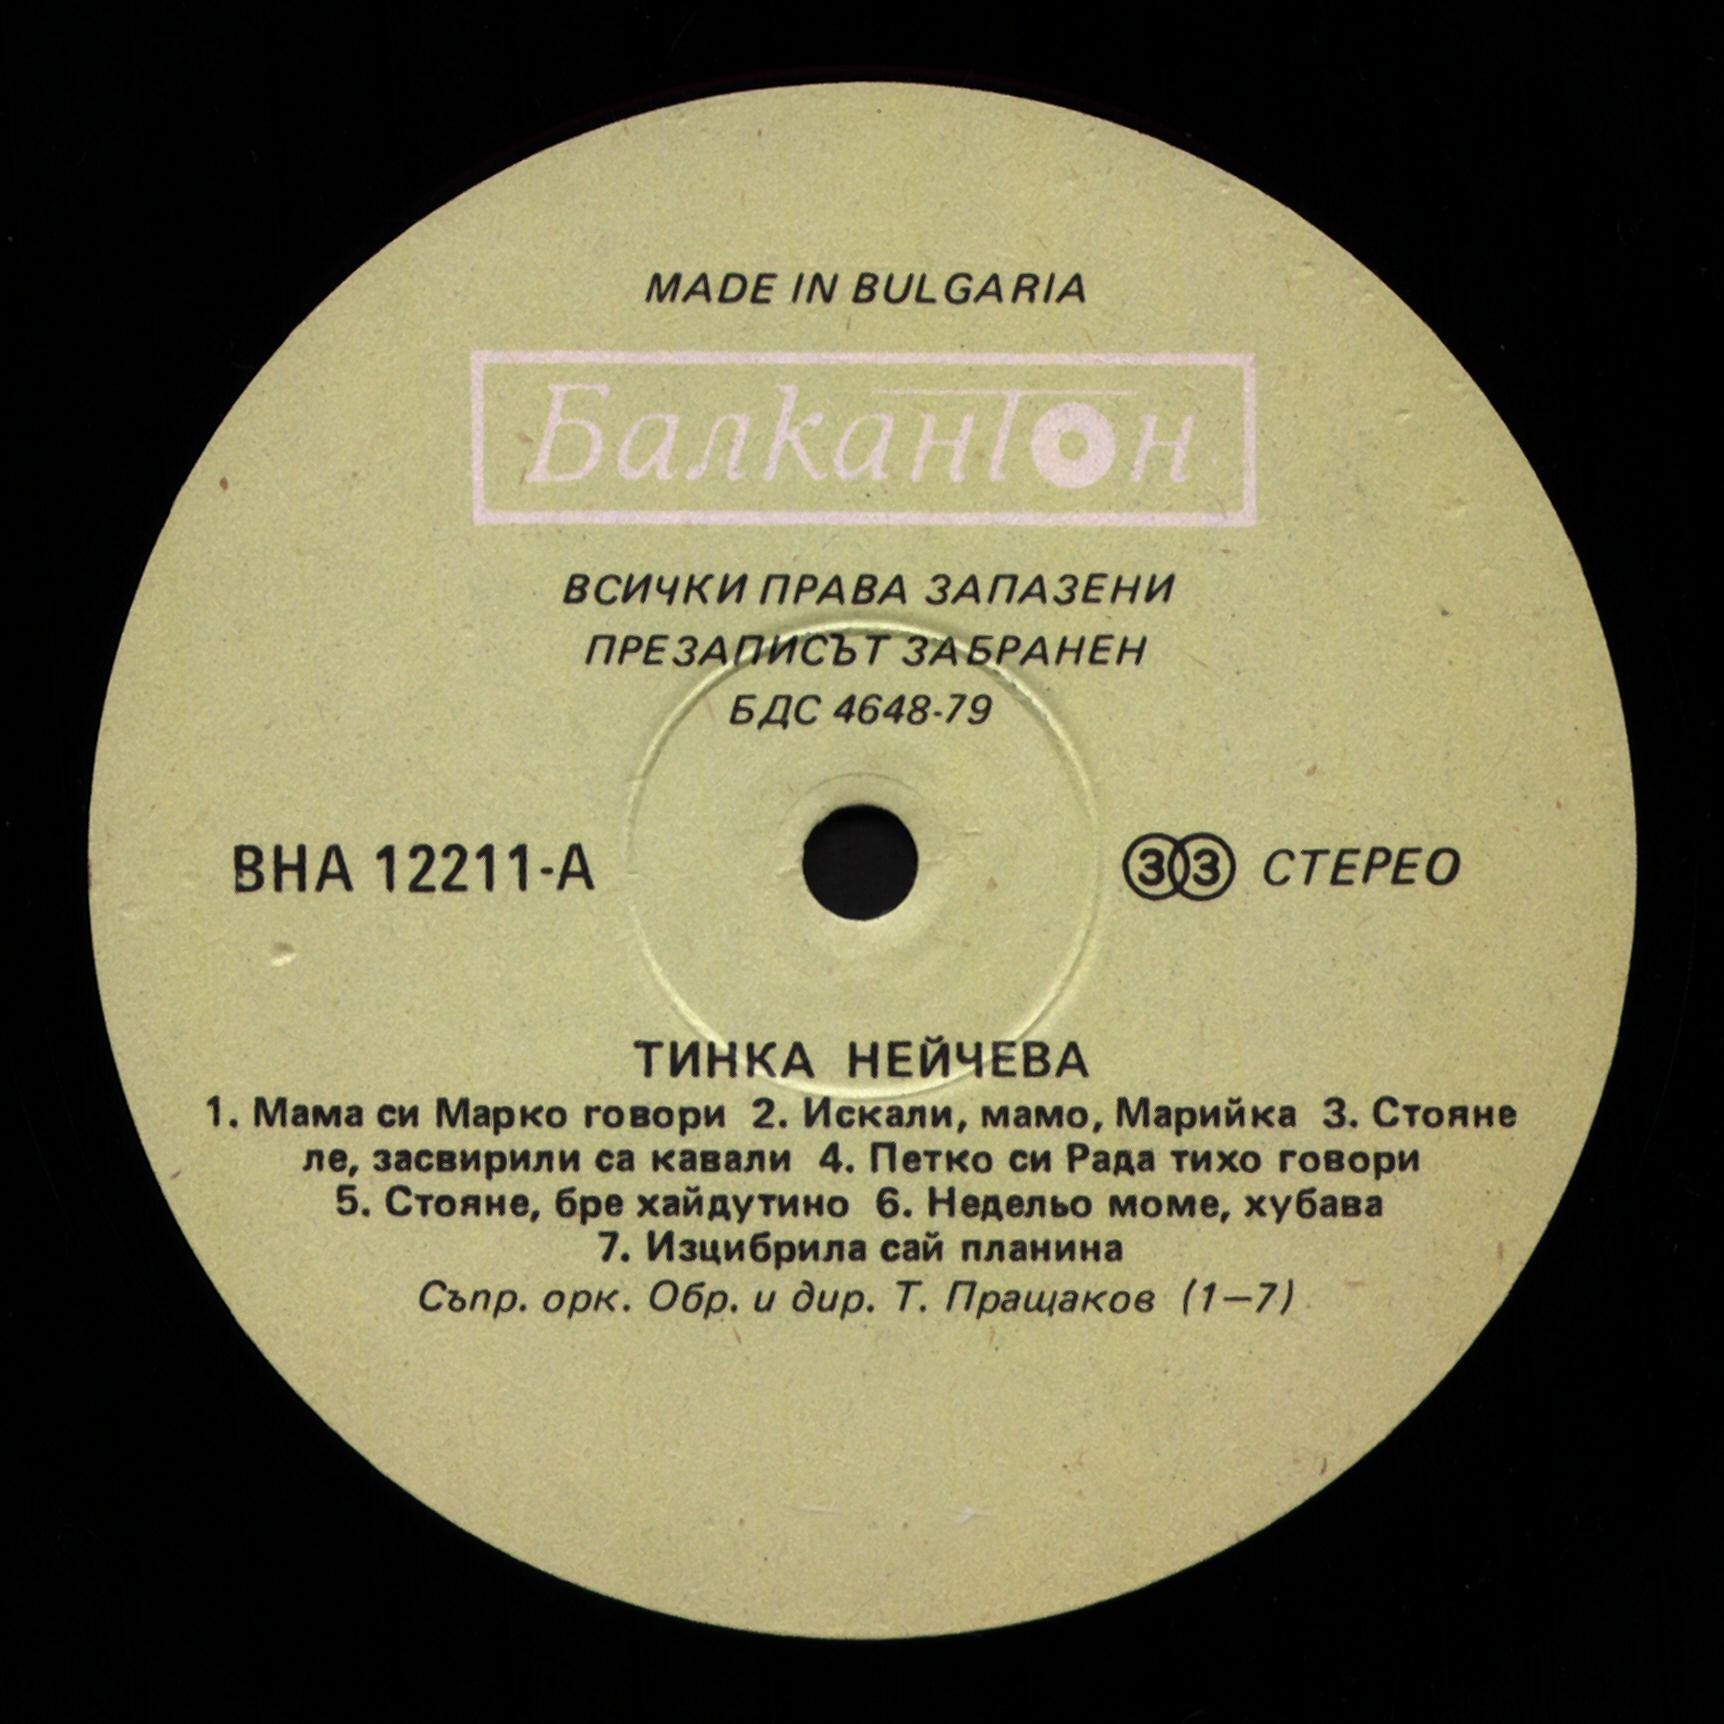 MADE IN BULGARIA
Балкантон
ВСИЧКИ ПРАВА ЗАПАЗЕНИ
ПРЕЗАПИСЪТ ЗАБРАНЕН
БДС 4648-79
ВНА 12211-А
33 СТЕРЕО
ТИНКА НЕЙЧЕВА
1. Мама си Марко говори 2. Искали, мамо, Марийка 3. Стояне
ле, засвирили са кавали 4. Петко си Рада тихо говори
5. Стояне, бре хайдутино 6. Недельо моме, хубава
7. Изцибрила сай планина
Съпр. орк. Обр. и дир. Т. Пращаков (1—7)